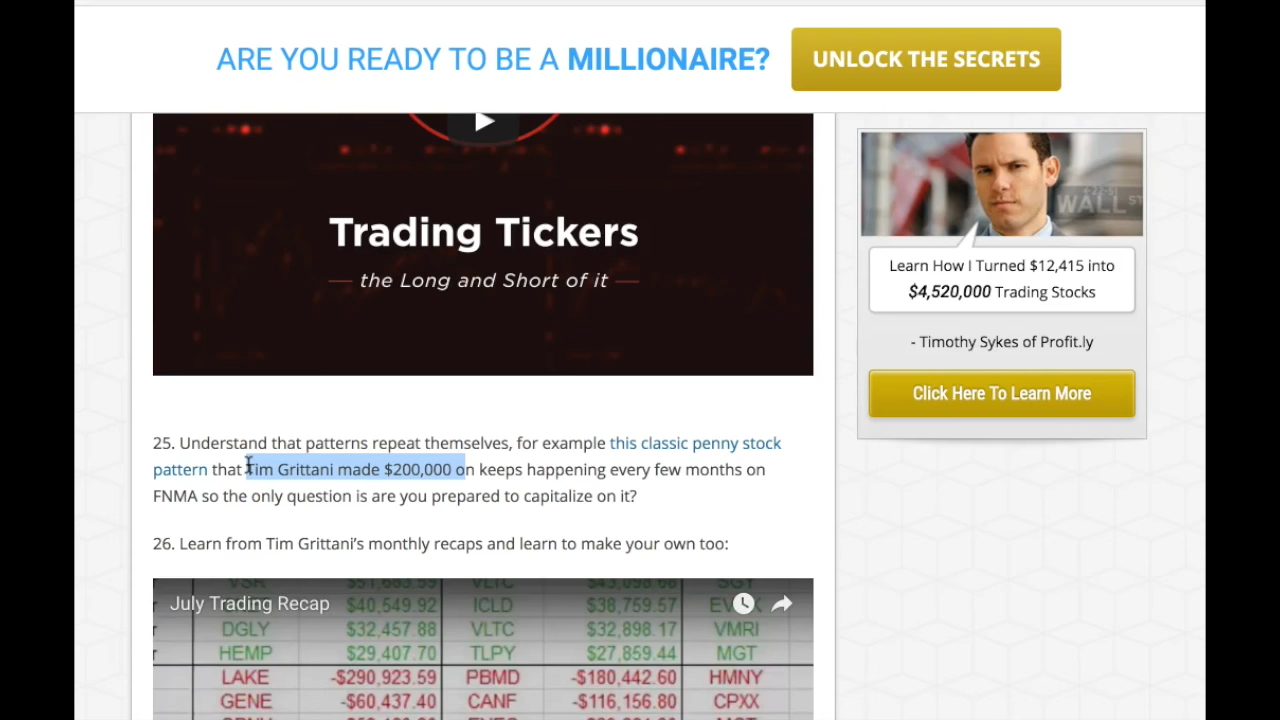 ARE YOU READY TO BE A MILLIONAIRE?
UNLOCK THE SECRETS
Trading Tickers
the Long and Short of it
WALL ST
Learn How I Turned $12,415 into
$4,520,000 Trading Stocks
- Timothy Sykes of Profit.ly
Click Here To Learn More
25. Understand that patterns repeat themselves, for example this classic penny stock
pattern that Tim Grittani made $200,000 on keeps happening every few months on
FNMA so the only question is are you prepared to capitalize on it?
26. Learn from Tim Grittani’s monthly recaps and learn to make your own too:
July Trading Recap
$40,549.92 ICLD $38,759.57
DGLY $32,457.88 VLTC $32,898.17 VMRI
HEMP $29,407.70 TLPY $27,859.44 MGT
LAKE -$290,923.59 PBMD -$180,442.60 HMNY
GENE -$60,437.40 CANF -$116,156.80 CPXX